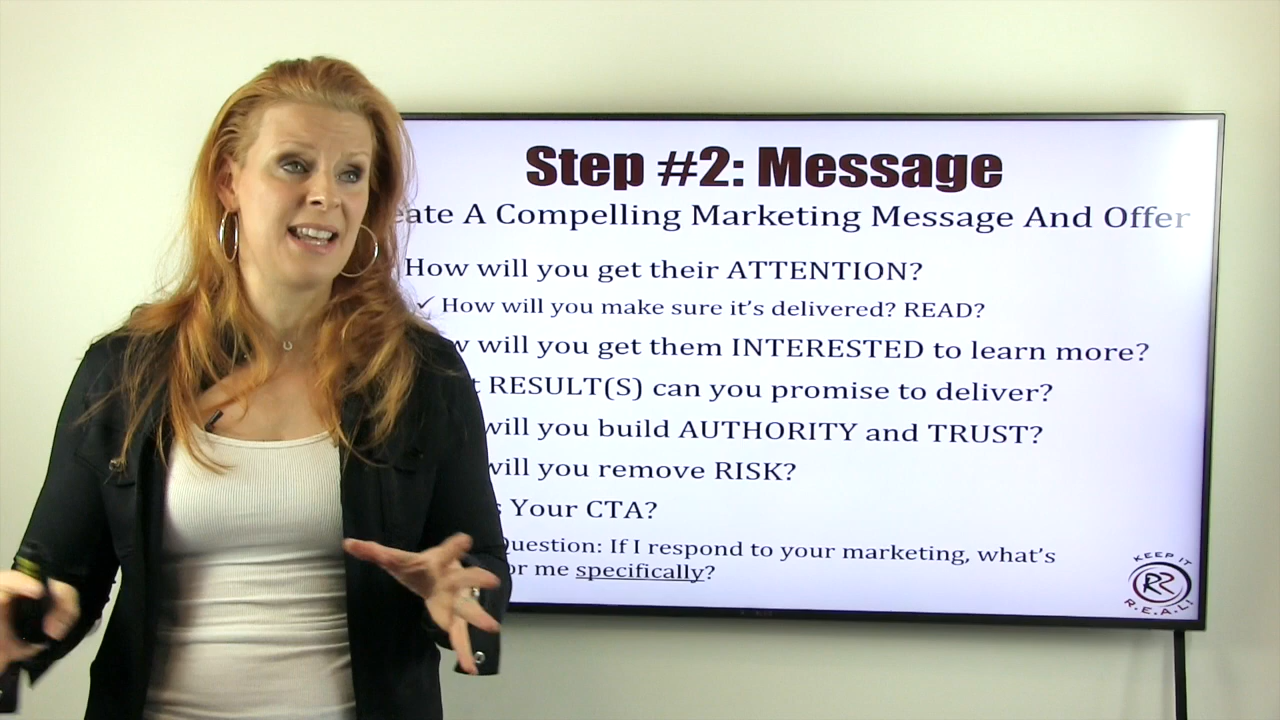 Step #2: Message
eate A Compelling Marketing Message And Offer
How will you get their ATTENTION?
✓ How will you make sure it's delivered? READ?
w will you get them INTERESTED to learn more?
t RESULT(S) can you promise to deliver?
will you build AUTHORITY and TRUST?
will you remove RISK?
s Your CTA?
Question: If I respond to your marketing, what's
or me specifically?
KEEP IT
RR
R.E.A.L!